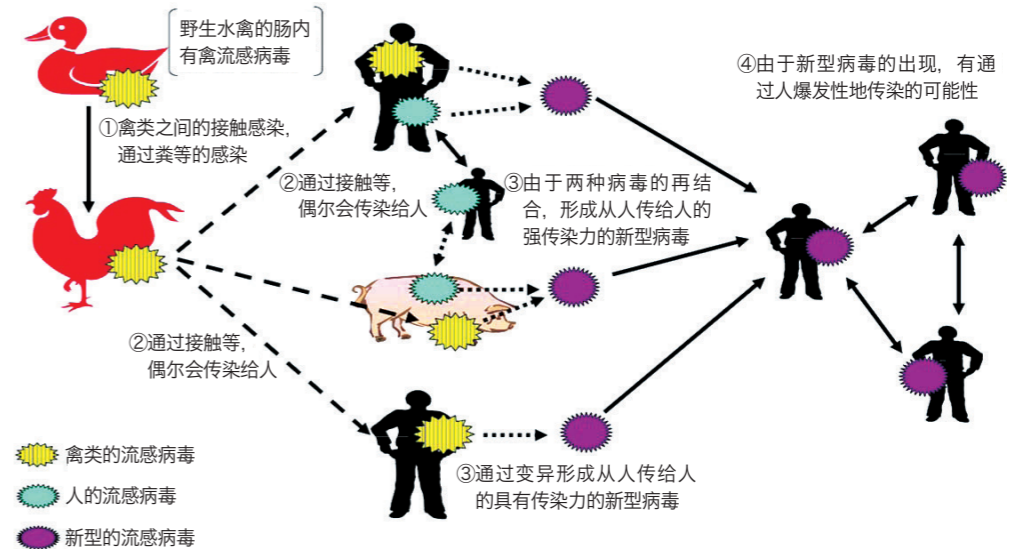 野生水禽的肠内
有禽流感病毒
①禽类之间的接触感染，
通过粪等的感染
②通过接触等，
偶尔会传染给人
③由于两种病毒的再结
合，形成从人传给人的
强传染力的新型病毒
④由于新型病毒的出现，有通
过人爆发性地传染的可能性
②通过接触等，
偶尔会传染给人
③通过变异形成从人传给人
的具有传染力的新型病毒
禽类的流感病毒
人的流感病毒
新型的流感病毒